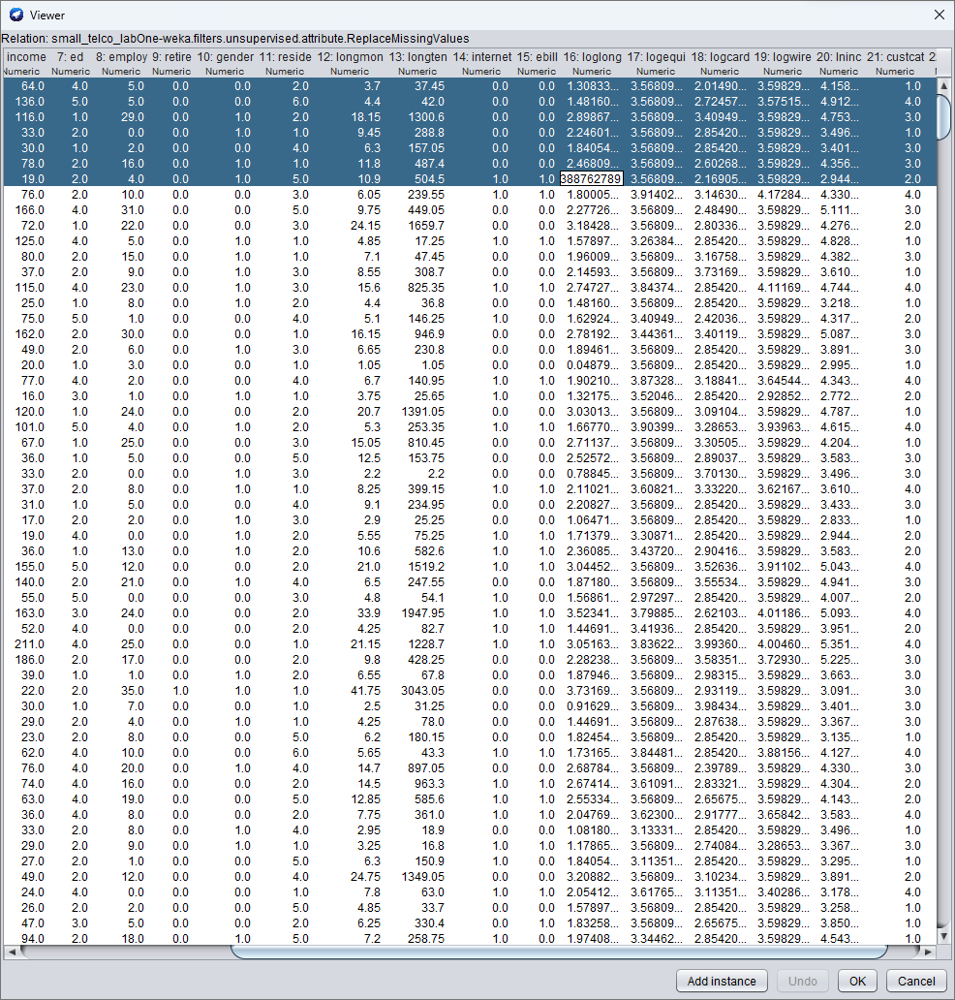 Viewer
Relation: small_telco_labOne-weka.filters.unsupervised.attribute.ReplaceMissingValues
income 7: ed 8: employ 9: retire 10: gender 11: reside 12: longmon 13: longten 14: internet 15: ebill 16: loglong 17: logequi 18: logcard 19: logwire 20: lninc 21: custcat 2
Numeric Numeric Numeric Numeric Numeric Numeric Numeric Numeric Numeric Numeric Numeric Numeric Numeric Numeric Numeric Numeric N
64.0 4.0 5.0 0.0 0.0 2.0 3.7 37.45 0.0 0.0 1.30833... 3.56809... 2.01490... 3.59829... 4.158... 1.0
136.0 5.0 5.0 0.0 0.0 6.0 4.4 42.0 0.0 0.0 1.48160... 3.56809... 2.72457... 3.57515... 4.912... 4.0
116.0 1.0 29.0 0.0 1.0 2.0 18.15 1300.6 0.0 0.0 2.89867... 3.56809... 3.40949... 3.59829... 4.753... 3.0
33.0 2.0 0.0 0.0 1.0 1.0 9.45 288.8 0.0 0.0 2.24601... 3.56809... 2.85420... 3.59829... 3.496... 1.0
30.0 1.0 2.0 0.0 0.0 4.0 6.3 157.05 0.0 0.0 1.84054... 3.56809... 2.85420... 3.59829... 3.401... 3.0
78.0 2.0 16.0 0.0 1.0 1.0 11.8 487.4 0.0 0.0 2.46809... 3.56809... 2.60268... 3.59829... 4.356... 3.0
19.0 2.0 4.0 0.0 1.0 5.0 10.9 504.5 1.0 1.0 388762789 3.56809... 2.16905... 3.59829... 2.944... 2.0
76.0 2.0 10.0 0.0 0.0 3.0 6.05 239.55 1.0 1.0 1.80005... 3.91402... 3.14630... 4.17284... 4.330... 4.0
166.0 4.0 31.0 0.0 0.0 5.0 9.75 449.05 0.0 0.0 2.27726... 3.56809... 2.48490... 3.59829... 5.111... 3.0
72.0 1.0 22.0 0.0 0.0 3.0 24.15 1659.7 0.0 0.0 3.18428... 3.56809... 2.80336... 3.59829... 4.276... 2.0
125.0 4.0 5.0 0.0 1.0 1.0 4.85 17.25 1.0 1.0 1.57897... 3.26384... 2.85420... 3.59829... 4.828... 1.0
80.0 2.0 15.0 0.0 1.0 1.0 7.1 47.45 0.0 0.0 1.96009... 3.56809... 3.16758... 3.59829... 4.382... 3.0
37.0 2.0 9.0 0.0 1.0 3.0 8.55 308.7 0.0 0.0 2.14593... 3.56809... 3.73169... 3.59829... 3.610... 1.0
115.0 4.0 23.0 0.0 1.0 3.0 15.6 825.35 1.0 1.0 2.74727... 3.84374... 2.85420... 4.11169... 4.744... 4.0
25.0 1.0 8.0 0.0 1.0 2.0 4.4 36.8 0.0 0.0 1.48160... 3.56809... 2.85420... 3.59829... 3.218... 1.0
75.0 5.0 1.0 0.0 0.0 4.0 5.1 146.25 1.0 0.0 1.62924... 3.40949... 2.42036... 3.59829... 4.317... 2.0
162.0 2.0 30.0 0.0 0.0 1.0 16.15 946.9 0.0 1.0 2.78192... 3.44361... 3.40119... 3.59829... 5.087... 3.0
49.0 2.0 6.0 0.0 1.0 3.0 6.65 230.8 0.0 0.0 1.89461... 3.56809... 2.85420... 3.59829... 3.891... 3.0
20.0 1.0 3.0 0.0 0.0 1.0 1.05 1.05 0.0 0.0 0.04879... 3.56809... 2.85420... 3.59829... 2.995... 1.0
77.0 4.0 2.0 0.0 0.0 4.0 6.7 140.95 1.0 1.0 1.90210... 3.87328... 3.18841... 3.64544... 4.343... 4.0
16.0 3.0 1.0 0.0 1.0 1.0 3.75 25.65 1.0 1.0 1.32175... 3.52046... 2.85420... 2.92852... 2.772... 2.0
120.0 1.0 24.0 0.0 0.0 2.0 20.7 1391.05 0.0 0.0 3.03013... 3.56809... 3.09104... 3.59829... 4.787... 1.0
101.0 5.0 4.0 0.0 1.0 2.0 5.3 253.35 1.0 1.0 1.66770... 3.90399... 3.28653... 3.93963... 4.615... 4.0
67.0 1.0 25.0 0.0 0.0 3.0 15.05 810.45 0.0 0.0 2.71137... 3.56809... 3.30505... 3.59829... 4.204... 1.0
36.0 1.0 5.0 0.0 0.0 5.0 12.5 153.75 0.0 0.0 2.52572... 3.56809... 2.89037... 3.59829... 3.583... 3.0
33.0 2.0 0.0 0.0 1.0 3.0 2.2 2.2 0.0 0.0 0.78845... 3.56809... 3.70130... 3.59829... 3.496... 3.0
37.0 2.0 8.0 0.0 1.0 1.0 8.25 399.15 1.0 0.0 2.11021... 3.60821... 3.33220... 3.62167... 3.610... 4.0
31.0 1.0 5.0 0.0 0.0 4.0 9.1 234.95 0.0 0.0 2.20827... 3.56809... 2.85420... 3.59829... 3.433... 3.0
17.0 2.0 2.0 0.0 1.0 3.0 2.9 25.25 0.0 0.0 1.06471... 3.56809... 2.85420... 3.59829... 2.833... 1.0
19.0 4.0 0.0 0.0 1.0 2.0 5.55 75.25 1.0 0.0 1.71379... 3.30871... 2.85420... 3.59829... 2.944... 2.0
36.0 1.0 13.0 0.0 0.0 2.0 10.6 582.6 1.0 1.0 2.36085... 3.43720... 2.90416... 3.59829... 3.583... 2.0
155.0 5.0 12.0 0.0 0.0 2.0 21.0 1519.2 1.0 0.0 3.04452... 3.56809... 3.52636... 3.91102... 5.043... 4.0
140.0 2.0 21.0 0.0 1.0 4.0 6.5 247.55 0.0 0.0 1.87180... 3.56809... 3.55534... 3.59829... 4.941... 3.0
55.0 5.0 0.0 0.0 0.0 3.0 4.8 54.1 1.0 0.0 1.56861... 2.97297... 2.85420... 3.59829... 4.007... 2.0
163.0 3.0 24.0 0.0 0.0 2.0 33.9 1947.95 1.0 1.0 3.52341... 3.79885... 2.62103... 4.01186... 5.093... 4.0
52.0 4.0 0.0 0.0 0.0 2.0 4.25 82.7 1.0 0.0 1.44691... 3.41936... 2.85420... 3.59829... 3.951... 2.0
211.0 4.0 25.0 0.0 0.0 1.0 21.15 1228.7 1.0 1.0 3.05163... 3.83622... 3.99360... 4.00460... 5.351... 4.0
186.0 2.0 17.0 0.0 0.0 2.0 9.8 428.25 0.0 1.0 2.28238... 3.56809... 3.58351... 3.72930... 5.225... 3.0
39.0 1.0 1.0 0.0 1.0 2.0 6.55 67.8 0.0 0.0 1.87946... 3.56809... 2.98315... 3.59829... 3.663... 3.0
22.0 2.0 35.0 1.0 1.0 1.0 41.75 3043.05 0.0 0.0 3.73169... 3.56809... 2.93119... 3.59829... 3.091... 3.0
30.0 1.0 7.0 0.0 0.0 1.0 2.5 31.25 0.0 0.0 0.91629... 3.56809... 3.98434... 3.59829... 3.401... 3.0
29.0 2.0 4.0 0.0 1.0 1.0 4.25 78.0 0.0 0.0 1.44691... 3.56809... 2.87638... 3.59829... 3.367... 3.0
23.0 2.0 8.0 0.0 0.0 5.0 6.2 180.15 0.0 0.0 1.82454... 3.56809... 2.85420... 3.59829... 3.135... 1.0
62.0 4.0 10.0 0.0 0.0 6.0 5.65 43.3 1.0 1.0 1.73165... 3.84481... 2.85420... 3.88156... 4.127... 4.0
76.0 4.0 20.0 0.0 1.0 4.0 14.7 897.05 0.0 0.0 2.68784... 3.56809... 2.39789... 3.59829... 4.330... 3.0
74.0 4.0 16.0 0.0 0.0 2.0 14.5 963.3 1.0 1.0 2.67414... 3.61091... 2.83321... 3.59829... 4.304... 2.0
63.0 4.0 19.0 0.0 0.0 5.0 12.85 585.6 1.0 1.0 2.55334... 3.56809... 2.65675... 3.59829... 4.143... 2.0
36.0 4.0 8.0 0.0 0.0 2.0 7.75 361.0 1.0 1.0 2.04769... 3.62300... 2.91777... 3.65842... 3.583... 4.0
33.0 2.0 8.0 0.0 1.0 4.0 2.95 18.9 0.0 0.0 1.08180... 3.13331... 2.85420... 3.59829... 3.496... 1.0
29.0 2.0 9.0 0.0 1.0 1.0 3.25 16.8 0.0 0.0 1.17865... 3.56809... 2.74084... 3.28653... 3.367... 3.0
27.0 2.0 1.0 0.0 0.0 5.0 6.3 150.9 1.0 0.0 1.84054... 3.11351... 2.85420... 3.59829... 3.295... 1.0
49.0 2.0 12.0 0.0 0.0 4.0 24.75 1349.05 0.0 0.0 3.20882... 3.56809... 3.10234... 3.59829... 3.891... 2.0
24.0 4.0 0.0 0.0 0.0 1.0 7.8 63.0 1.0 1.0 2.05412... 3.61765... 3.11351... 3.40286... 3.178... 4.0
26.0 2.0 2.0 0.0 0.0 5.0 4.85 33.7 0.0 0.0 1.57897... 3.56809... 2.85420... 3.59829... 3.258... 1.0
47.0 3.0 5.0 0.0 0.0 2.0 6.25 330.4 0.0 1.0 1.83258... 3.56809... 2.65675... 3.59829... 3.850... 1.0
94.0 2.0 18.0 0.0 1.0 5.0 7.2 258.75 1.0 0.0 1.97408... 3.34462... 2.85420... 3.59829... 4.543... 1.0
Add instance Undo OK Cancel